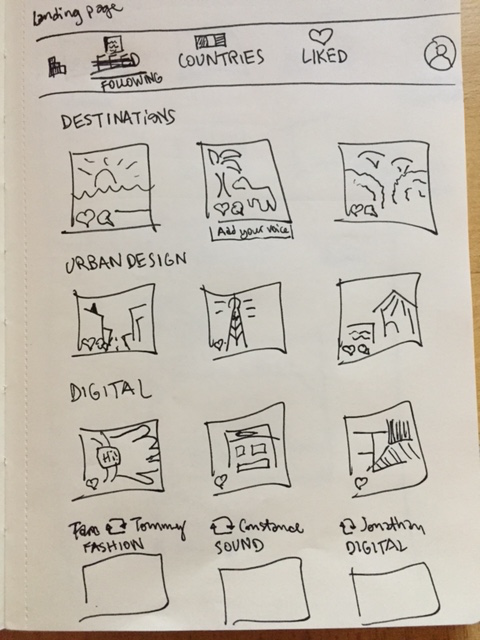 Landing page
FEED
FOLLOWING
COUNTRIES
LIKED
DESTINATIONS
Add your voice
URBAN DESIGN
DIGITAL
Hi!
Tommy
FASHION
Constance
SOUND
Jonathan
DIGITAL